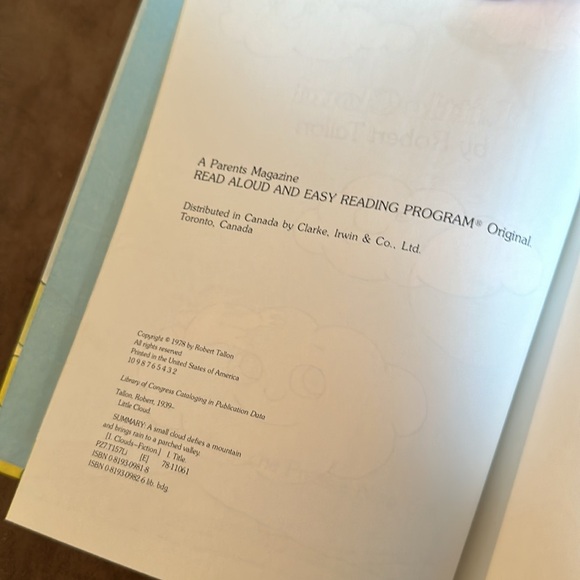 A Parents Magazine
READ ALOUD AND EASY READING PROGRAM® Original.
Distributed in Canada by Clarke, Irwin & Co., Ltd.
Toronto, Canada
Copyright © 1978 by Robert Tallon
All rights reserved
Printed in the United States of America
10 9 8 7 6 5 4 3 2
Library of Congress Cataloging in Publication Data
Tallon, Robert, 1939–
Little Cloud.
SUMMARY: A small cloud defies a mountain
and brings rain to a parched valley.
[1. Clouds–Fiction] I. Title
PZ7.T157Li [E] 78-11061
ISBN 0-8193-0981-8
ISBN 0-8193-0982-6 lib. bdg.
by Robert Tallon